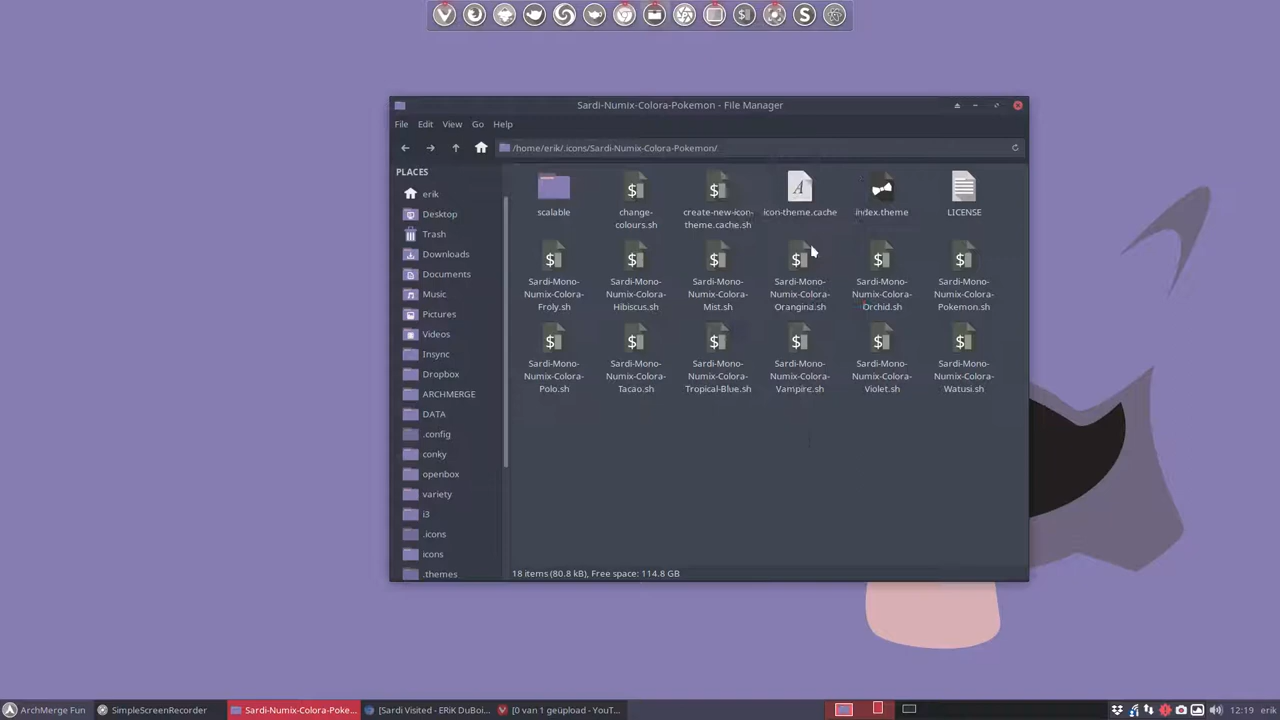 Sardi-Numix-Colora-Pokemon - File Manager
File Edit View Go Help
/home/erik/.icons/Sardi-Numix-Colora-Pokemon/
PLACES
erik
Desktop
Trash
Downloads
Documents
Music
Pictures
Videos
Insync
Dropbox
ARCHMERGE
DATA
.config
conky
openbox
variety
i3
.icons
icons
.themes
scalable
change-
colours.sh
create-new-icon-
theme.cache.sh
icon-theme.cache
index.theme
LICENSE
Sardi-Mono-
Numix-Colora-
Froly.sh
Sardi-Mono-
Numix-Colora-
Hibiscus.sh
Sardi-Mono-
Numix-Colora-
Mist.sh
Sardi-Mono-
Numix-Colora-
Orangina.sh
Sardi-Mono-
Numix-Colora-
Orchid.sh
Sardi-Mono-
Numix-Colora-
Pokemon.sh
Sardi-Mono-
Numix-Colora-
Polo.sh
Sardi-Mono-
Numix-Colora-
Tacao.sh
Sardi-Mono-
Numix-Colora-
Tropical-Blue.sh
Sardi-Mono-
Numix-Colora-
Vampire.sh
Sardi-Mono-
Numix-Colora-
Violet.sh
Sardi-Mono-
Numix-Colora-
Watusi.sh
18 items (80.8 kB), Free space: 114.8 GB
ArchMerge Fun
SimpleScreenRecorder
Sardi-Numix-Colora-Poke...
[Sardi Visited - ERiK DuBoi...
[0 van 1 geüpload - YouT...
12:19 erik